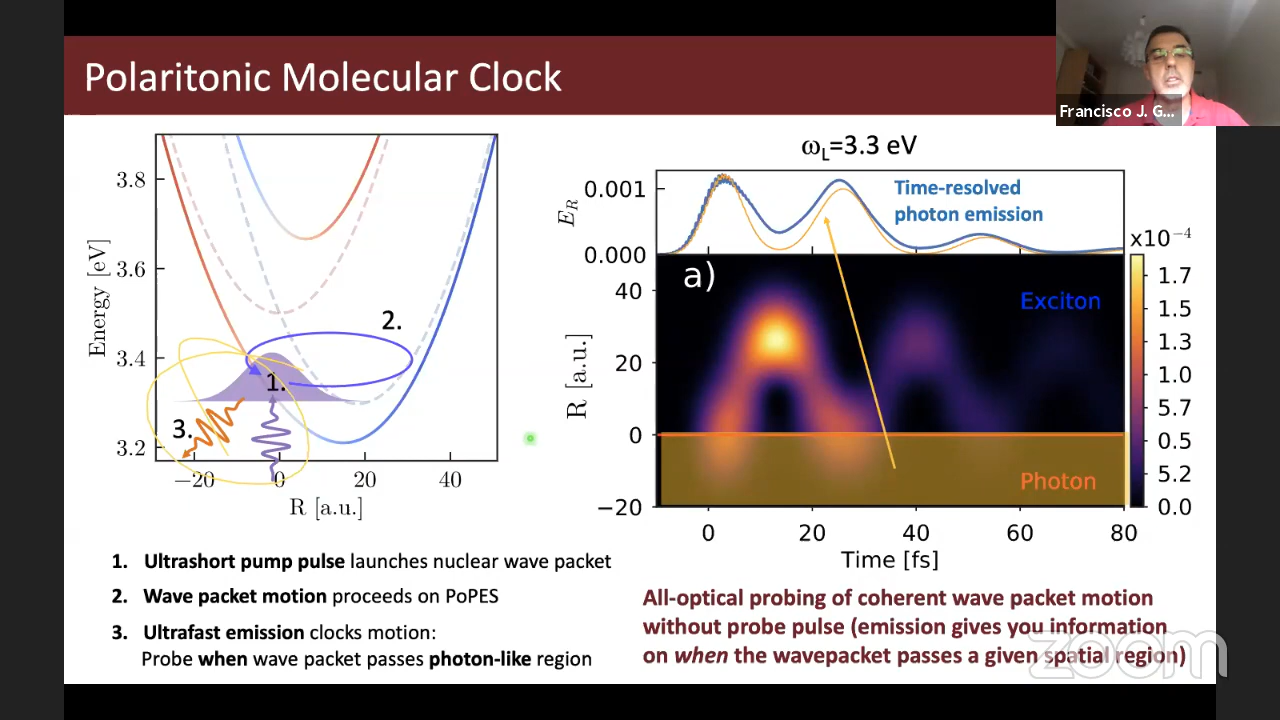 Polaritonic Molecular Clock
Francisco J. G...
3.8
3.6
3.4
3.2
Energy [eV]
−20
0
20
40
R [a.u.]
1.
2.
3.
ω_L=3.3 eV
0.001
0.000
E_R
Time-resolved
photon emission
a)
Exciton
Photon
40
20
0
−20
R [a.u.]
0
20
40
60
80
Time [fs]
x10⁻⁴
1.7
1.5
1.3
1.0
5.7
0.5
5.2
0.0
1. Ultrashort pump pulse launches nuclear wave packet
2. Wave packet motion proceeds on PoPES
3. Ultrafast emission clocks motion:
Probe when wave packet passes photon-like region
All-optical probing of coherent wave packet motion
without probe pulse (emission gives you information
on when the wavepacket passes a given spatial region)
zoom